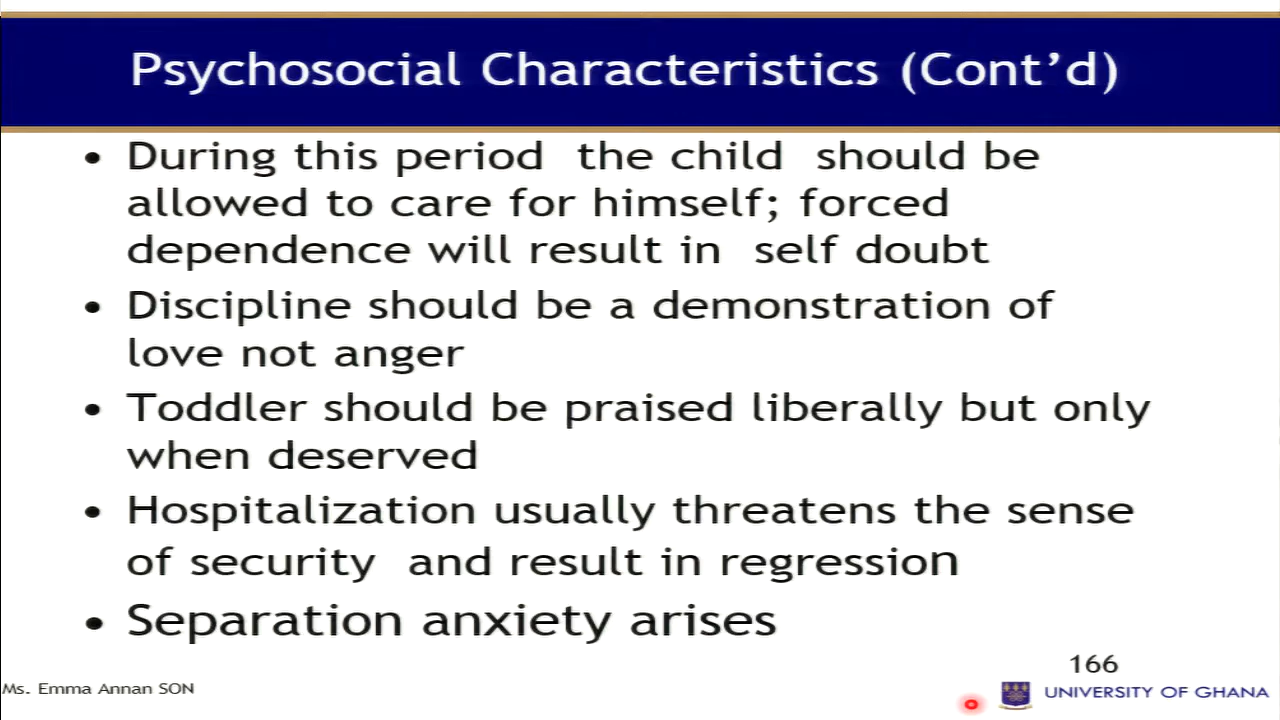 Psychosocial Characteristics (Cont'd)
• During this period the child should be
allowed to care for himself; forced
dependence will result in self doubt
• Discipline should be a demonstration of
love not anger
• Toddler should be praised liberally but only
when deserved
• Hospitalization usually threatens the sense
of security and result in regression
• Separation anxiety arises
166
Ms. Emma Annan SON
UNIVERSITY OF GHANA